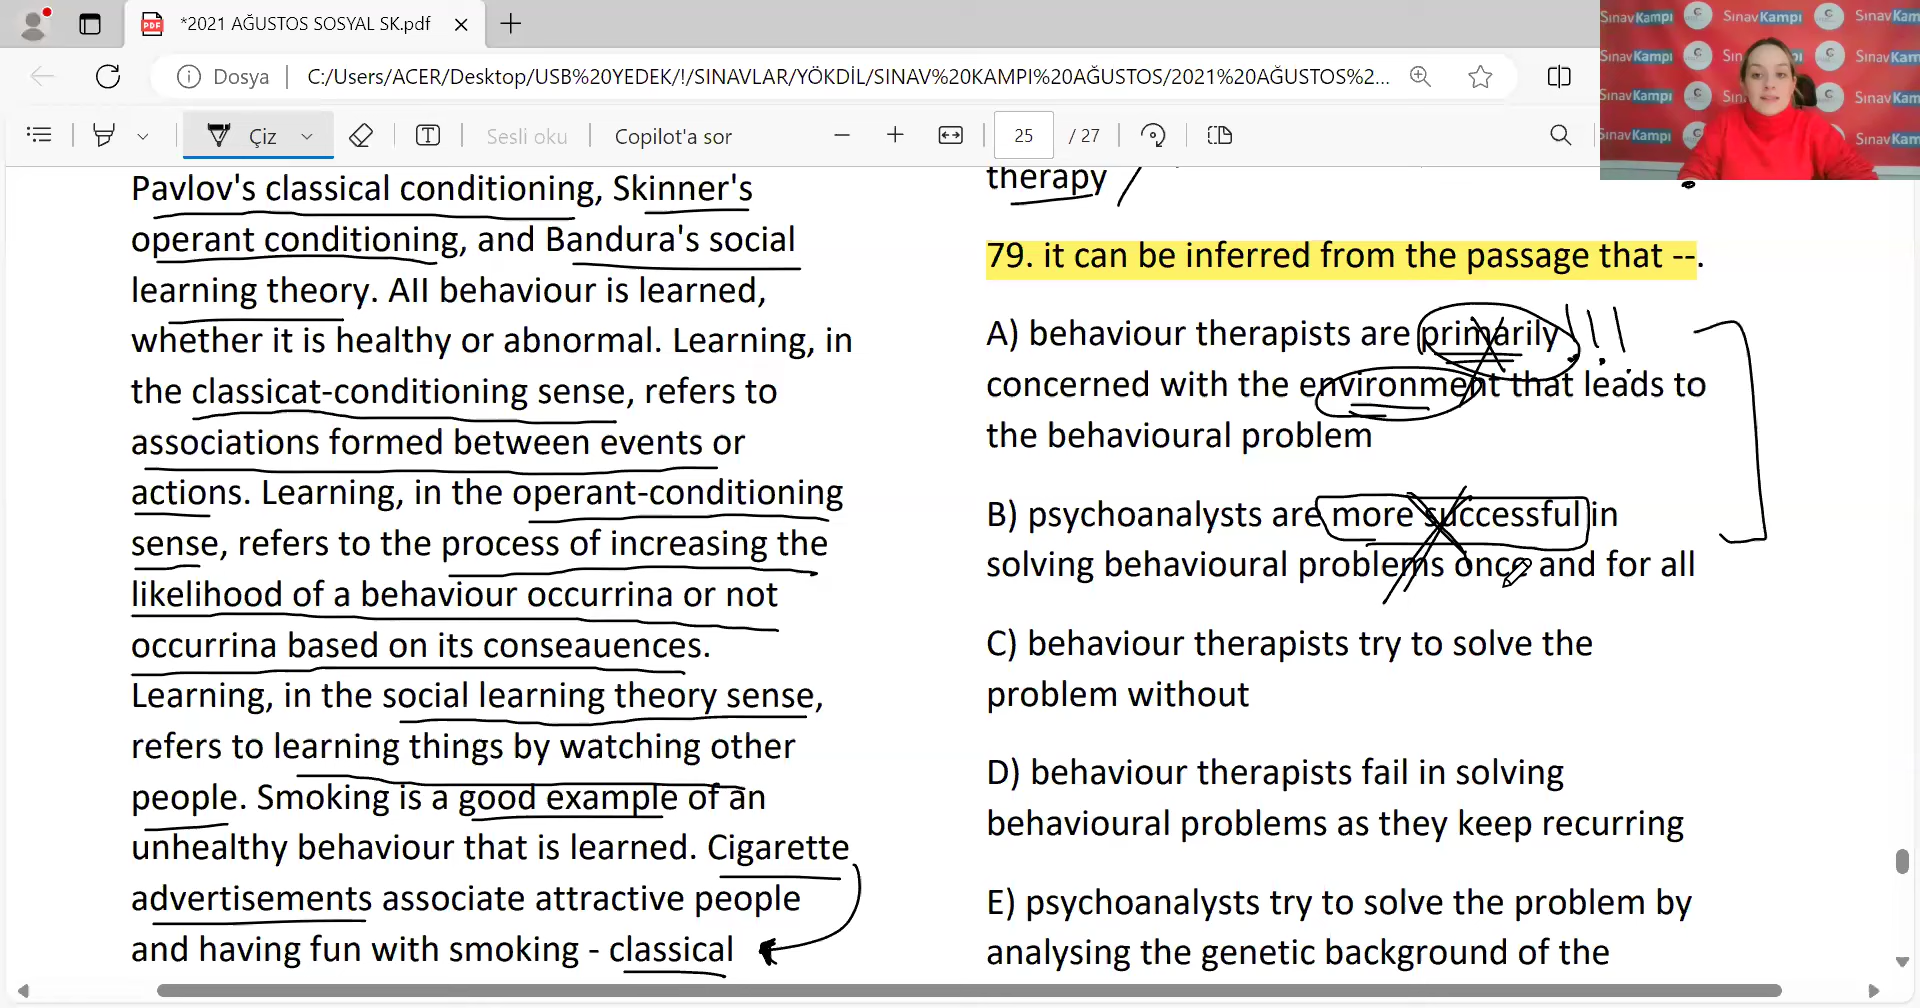 *2021 AĞUSTOS SOSYAL SK.pdf
Dosya
C:/Users/ACER/Desktop/USB%20YEDEK/!/SINAVLAR/YÖKDİL/SINAV%20KAMPI%20AĞUSTOS/2021%20AĞUSTOS%2...
Çiz
Sesli oku
Copilot'a sor
25 / 27
SınavKampı
Pavlov's classical conditioning, Skinner's
operant conditioning, and Bandura's social
learning theory. AII behaviour is learned,
whether it is healthy or abnormal. Learning, in
the classicat-conditioning sense, refers to
associations formed between events or
actions. Learning, in the operant-conditioning
sense, refers to the process of increasing the
likelihood of a behaviour occurrina or not
occurrina based on its conseauences.
Learning, in the social learning theory sense,
refers to learning things by watching other
people. Smoking is a good example of an
unhealthy behaviour that is learned. Cigarette
advertisements associate attractive people
and having fun with smoking - classical
therapy
79. it can be inferred from the passage that --.
A) behaviour therapists are primarily !!!
concerned with the environment that leads to
the behavioural problem
B) psychoanalysts are more successful in
solving behavioural problems once and for all
C) behaviour therapists try to solve the
problem without
D) behaviour therapists fail in solving
behavioural problems as they keep recurring
E) psychoanalysts try to solve the problem by
analysing the genetic background of the